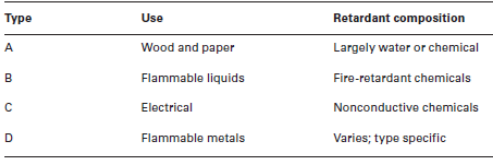 Type Use Retardant composition
A Wood and paper Largely water or chemical
B Flammable liquids Fire-retardant chemicals
C Electrical Nonconductive chemicals
D Flammable metals Varies; type specific